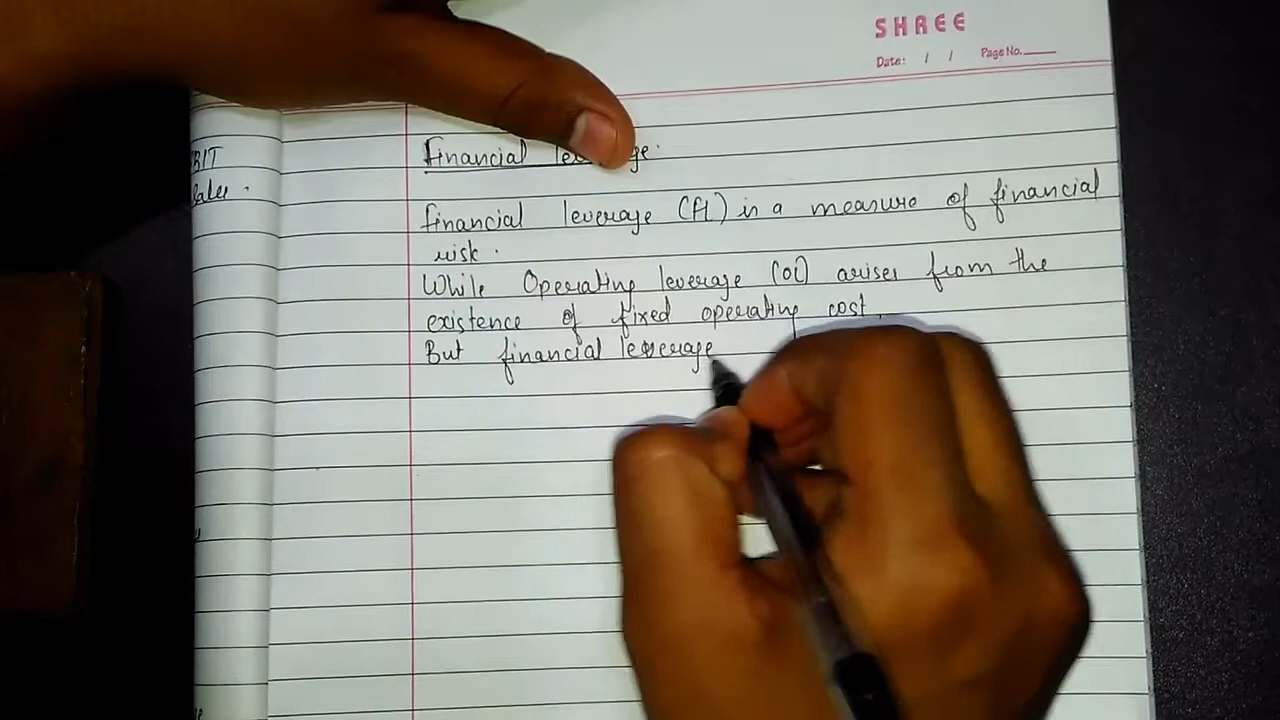 SHREE
Date: / / Page No.
Financial
Financial leverage (FL) is a measure of financial
risk.
While Operating leverage (OL) arises from the
existence of fixed operating cost.
But financial leverage